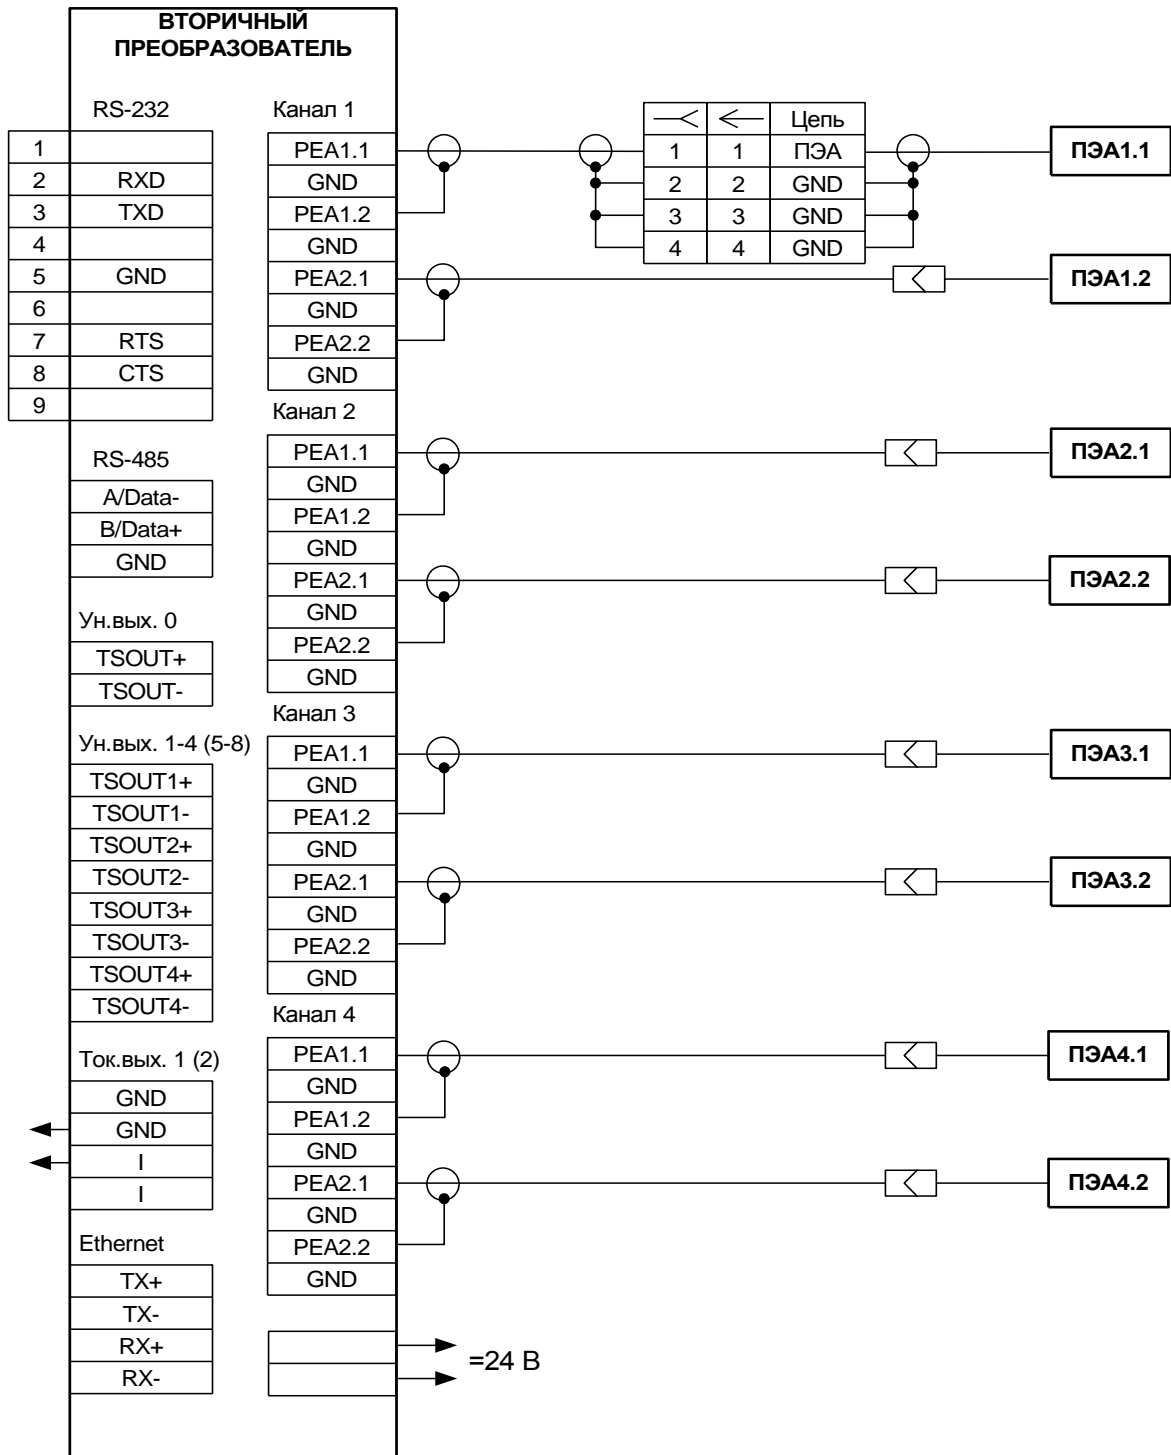 ВТОРИЧНЫЙ
ПРЕОБРАЗОВАТЕЛЬ
RS-232
1
2 RXD
3 TXD
4
5 GND
6
7 RTS
8 CTS
9
RS-485
A/Data-
B/Data+
GND
Ун.вых. 0
TSOUT+
TSOUT-
Ун.вых. 1-4 (5-8)
TSOUT1+
TSOUT1-
TSOUT2+
TSOUT2-
TSOUT3+
TSOUT3-
TSOUT4+
TSOUT4-
Ток.вых. 1 (2)
GND
GND
I
I
Ethernet
TX+
TX-
RX+
RX-
Канал 1
PEA1.1
GND
PEA1.2
GND
PEA2.1
GND
PEA2.2
GND
Канал 2
PEA1.1
GND
PEA1.2
GND
PEA2.1
GND
PEA2.2
GND
Канал 3
PEA1.1
GND
PEA1.2
GND
PEA2.1
GND
PEA2.2
GND
Канал 4
PEA1.1
GND
PEA1.2
GND
PEA2.1
GND
PEA2.2
GND
=24 В
Цепь
1 1 ПЭА
2 2 GND
3 3 GND
4 4 GND
ПЭА1.1
ПЭА1.2
ПЭА2.1
ПЭА2.2
ПЭА3.1
ПЭА3.2
ПЭА4.1
ПЭА4.2